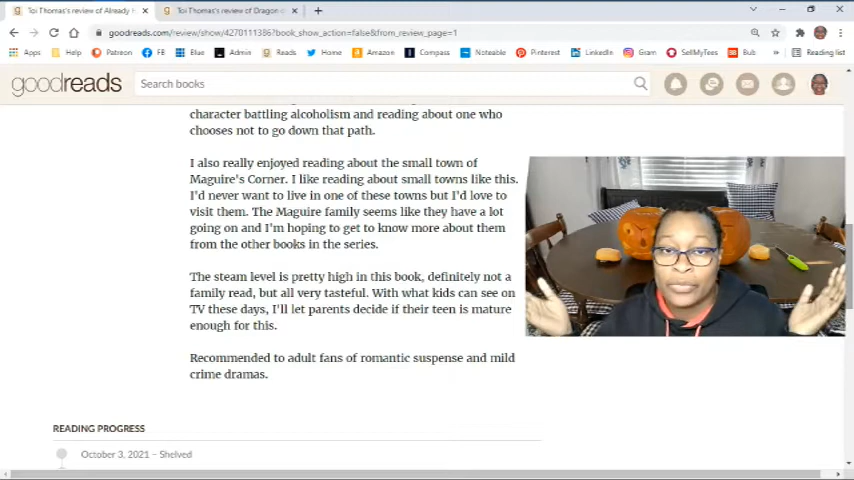 Toi Thomas's review of Already H
Toi Thomas's review of Dragon o
goodreads.com/review/show/4270111386?book_show_action=false&from_review_page=1
Apps Help Patreon FB Blue Admin Reads Home Amazon Compass Noteable Pinterest LinkedIn Gram SellMyTees Bub Reading list
goodreads Search books
character battling alcoholism and reading about one who
chooses not to go down that path.
I also really enjoyed reading about the small town of
Maguire's Corner. I like reading about small towns like this.
I'd never want to live in one of these towns but I'd love to
visit them. The Maguire family seems like they have a lot
going on and I'm hoping to get to know more about them
from the other books in the series.
The steam level is pretty high in this book, definitely not a
family read, but all very tasteful. With what kids can see on
TV these days, I'll let parents decide if their teen is mature
enough for this.
Recommended to adult fans of romantic suspense and mild
crime dramas.
READING PROGRESS
October 3, 2021 – Shelved